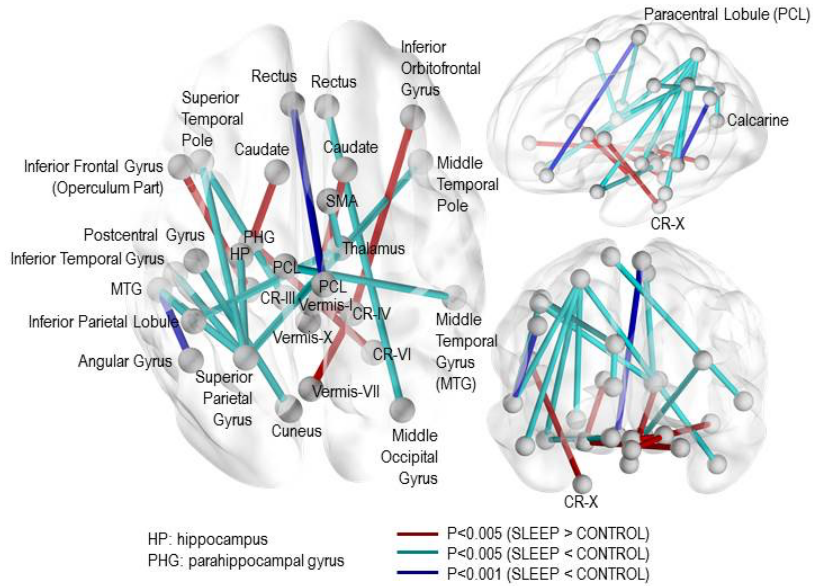 Paracentral Lobule (PCL)
Inferior
Orbitofrontal
Gyrus
Rectus
Rectus
Superior
Temporal
Pole
Calcarine
Inferior Frontal Gyrus
(Operculum Part)
Caudate
Caudate
Middle
Temporal
Pole
SMA
CR-X
Postcentral Gyrus
PHG
HP
Thalamus
Inferior Temporal Gyrus
PCL
MTG
PCL
CR-III
Vermis-I
CR-IV
Inferior Parietal Lobule
Vermis-X
Middle
Temporal
Gyrus
(MTG)
CR-VI
Angular Gyrus
Superior
Parietal
Gyrus
Vermis-VII
Cuneus
Middle
Occipital
Gyrus
CR-X
HP: hippocampus
PHG: parahippocampal gyrus
P<0.005 (SLEEP > CONTROL)
P<0.005 (SLEEP < CONTROL)
P<0.001 (SLEEP < CONTROL)